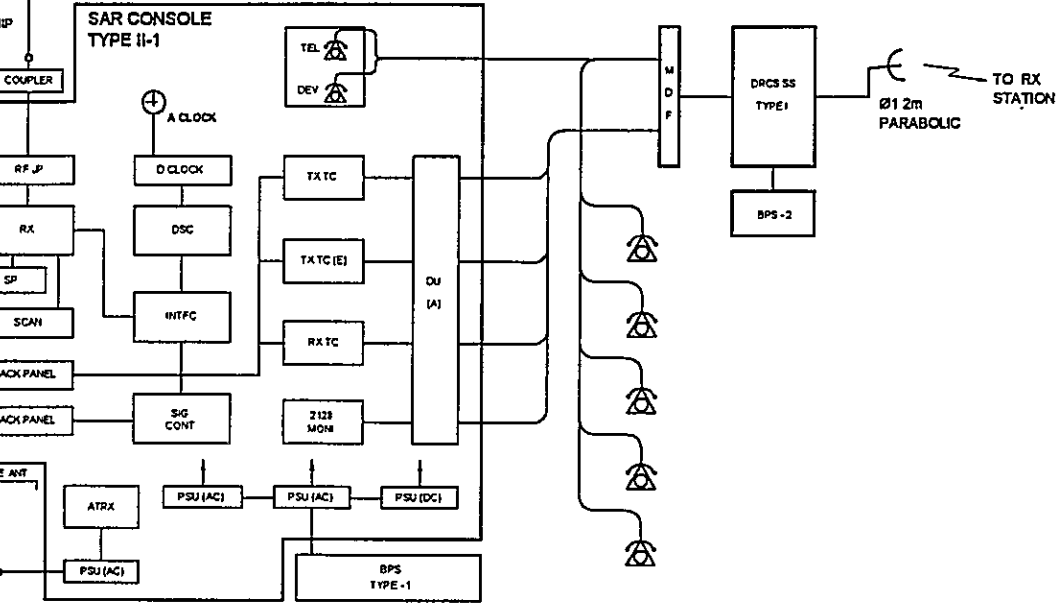 SAR CONSOLE
TYPE II-1
COUPLER
TEL
DEV
A CLOCK
M
D
F
DRCS SS
TYPE I
Ø1 2m
PARABOLIC
TO RX
STATION
RF JP
D CLOCK
TX TC
RX
DSC
BPS -2
SP
TX TC (E)
DU
(A)
SCAN
INTFC
RX TC
ACK PANEL
ACK PANEL
SIG
CONT
MONI
E ANT
ATRX
PSU (AC)
PSU (AC)
PSU (DC)
PSU (AC)
BPS
TYPE -1